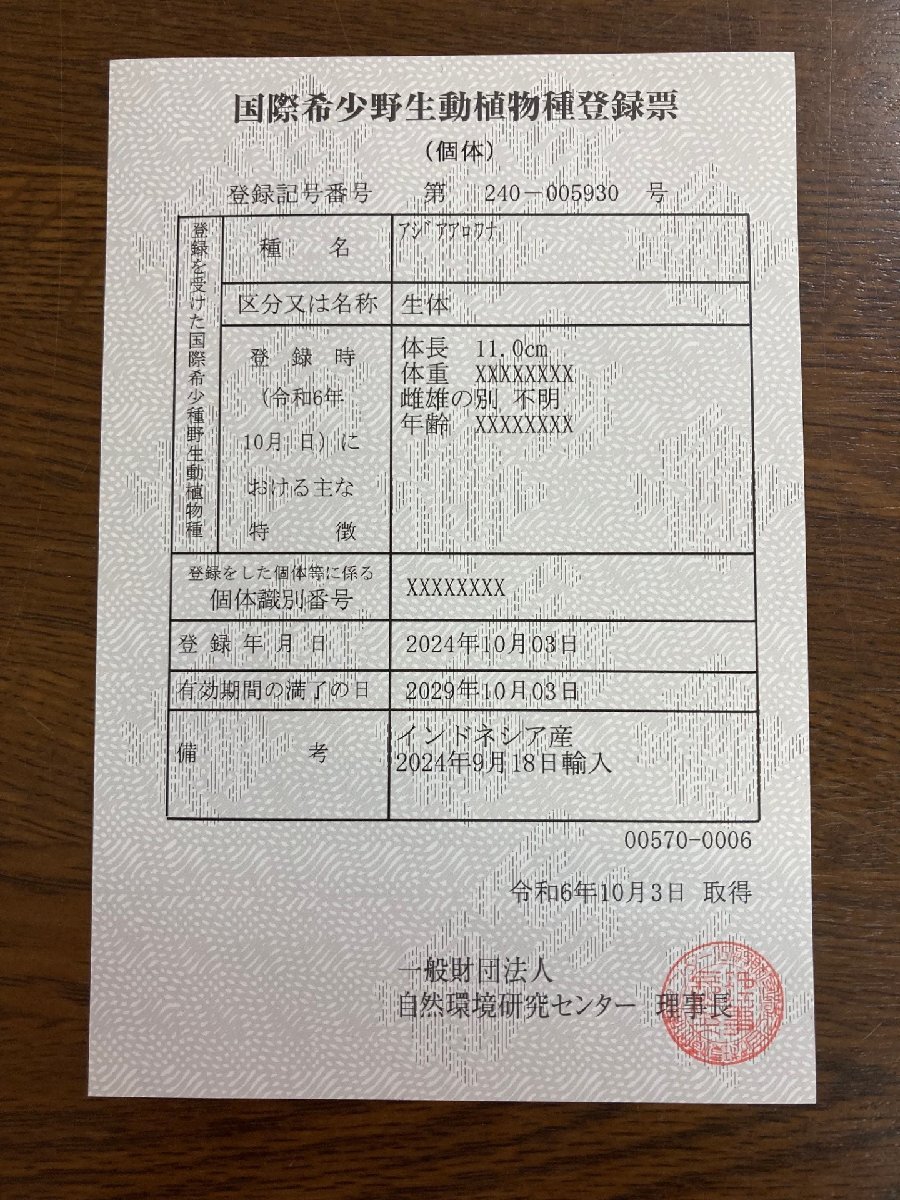 国際希少野生動植物種登録票
(個体)
登録記号番号 第 240-005930 号
登録を受けた国際希少種野生動植物種
種名 アジアアロワナ
区分又は名称 生体
登録時
(令和6年
10月 日)に
おける主な
特徴
体長 11.0cm
体重 XXXXXXXX
雌雄の別 不明
年齢 XXXXXXXX
登録をした個体等に係る
個体識別番号 XXXXXXXX
登録年月日 2024年10月03日
有効期間の満了の日 2029年10月03日
備考
インドネシア産
2024年9月18日輸入
00570-0006
令和6年10月3日 取得
一般財団法人
自然環境研究センター 理事長